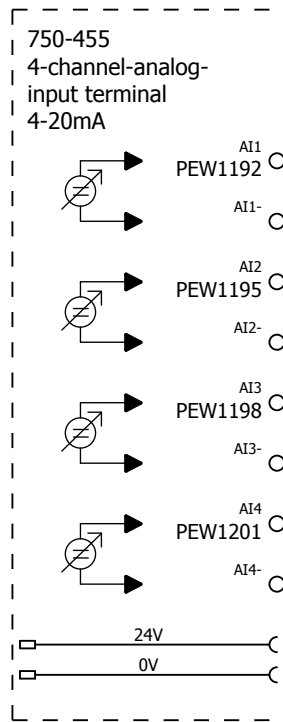 750-455
4-channel-analog-
input terminal
4-20mA
AI1
PEW1192
AI1-
AI2
PEW1195
AI2-
AI3
PEW1198
AI3-
AI4
PEW1201
AI4-
24V
0V